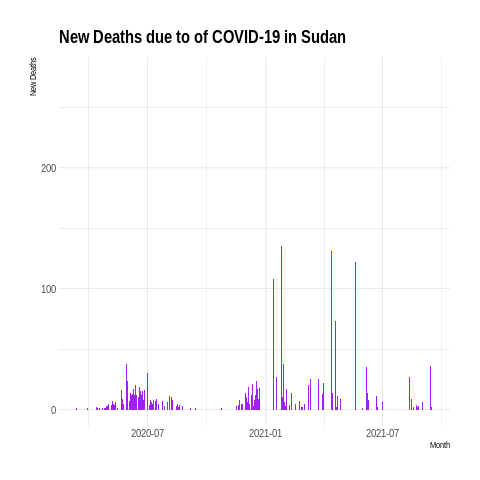 New Deaths due to of COVID-19 in Sudan
New Deaths
200
100
0
2020-07
2021-01
2021-07
Month